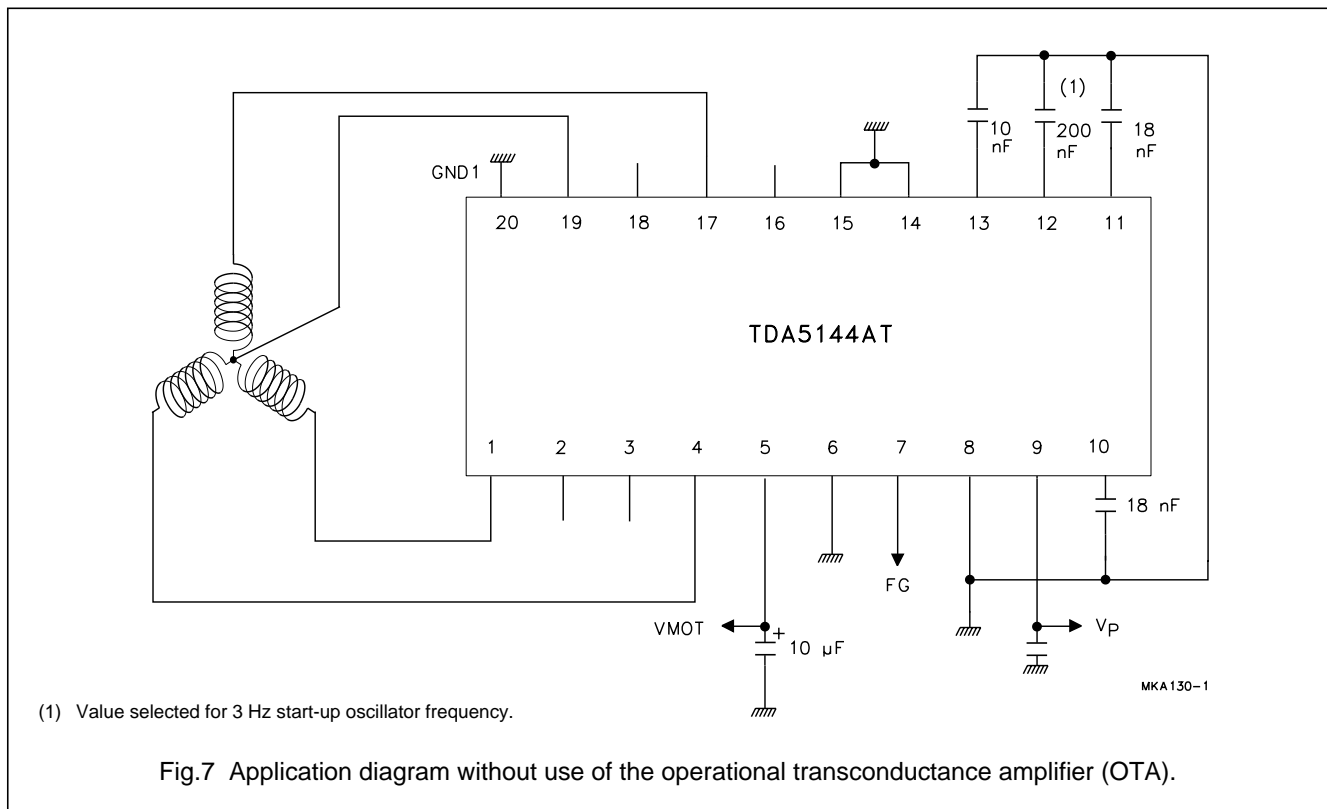 (1)
10
nF
200
nF
18
nF
GND1
20 19 18 17 16 15 14 13 12 11
TDA5144AT
1 2 3 4 5 6 7 8 9 10
18 nF
FG
VMOT
+
10 µF
VP
MKA130-1
(1) Value selected for 3 Hz start-up oscillator frequency.
Fig.7 Application diagram without use of the operational transconductance amplifier (OTA).